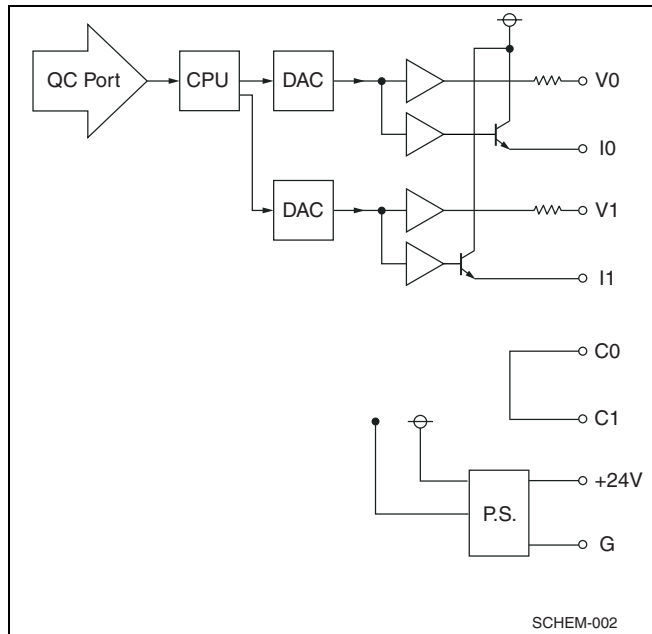 QC Port
CPU
DAC
V0
I0
DAC
V1
I1
C0
C1
+24V
P.S.
G
SCHEM-002